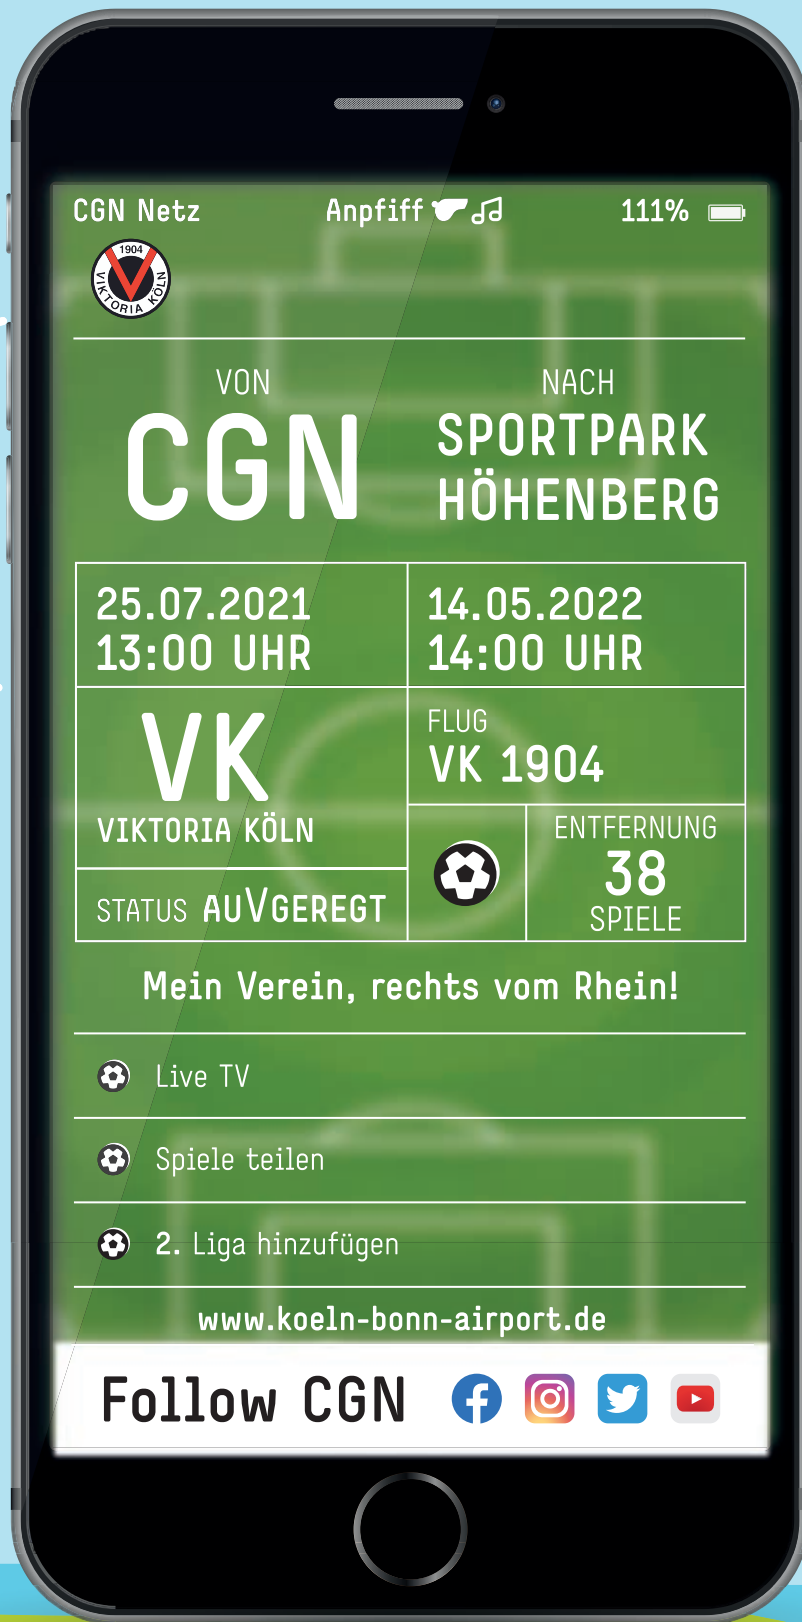 CGN Netz Anpfiff 111%
1904
VIKTORIA KÖLN
VON
CGN
NACH
SPORTPARK
HÖHENBERG
25.07.2021
13:00 UHR
14.05.2022
14:00 UHR
VK
VIKTORIA KÖLN
FLUG
VK 1904
STATUS AUVGEREGT
ENTFERNUNG
38
SPIELE
Mein Verein, rechts vom Rhein!
Live TV
Spiele teilen
2. Liga hinzufügen
www.koeln-bonn-airport.de
Follow CGN